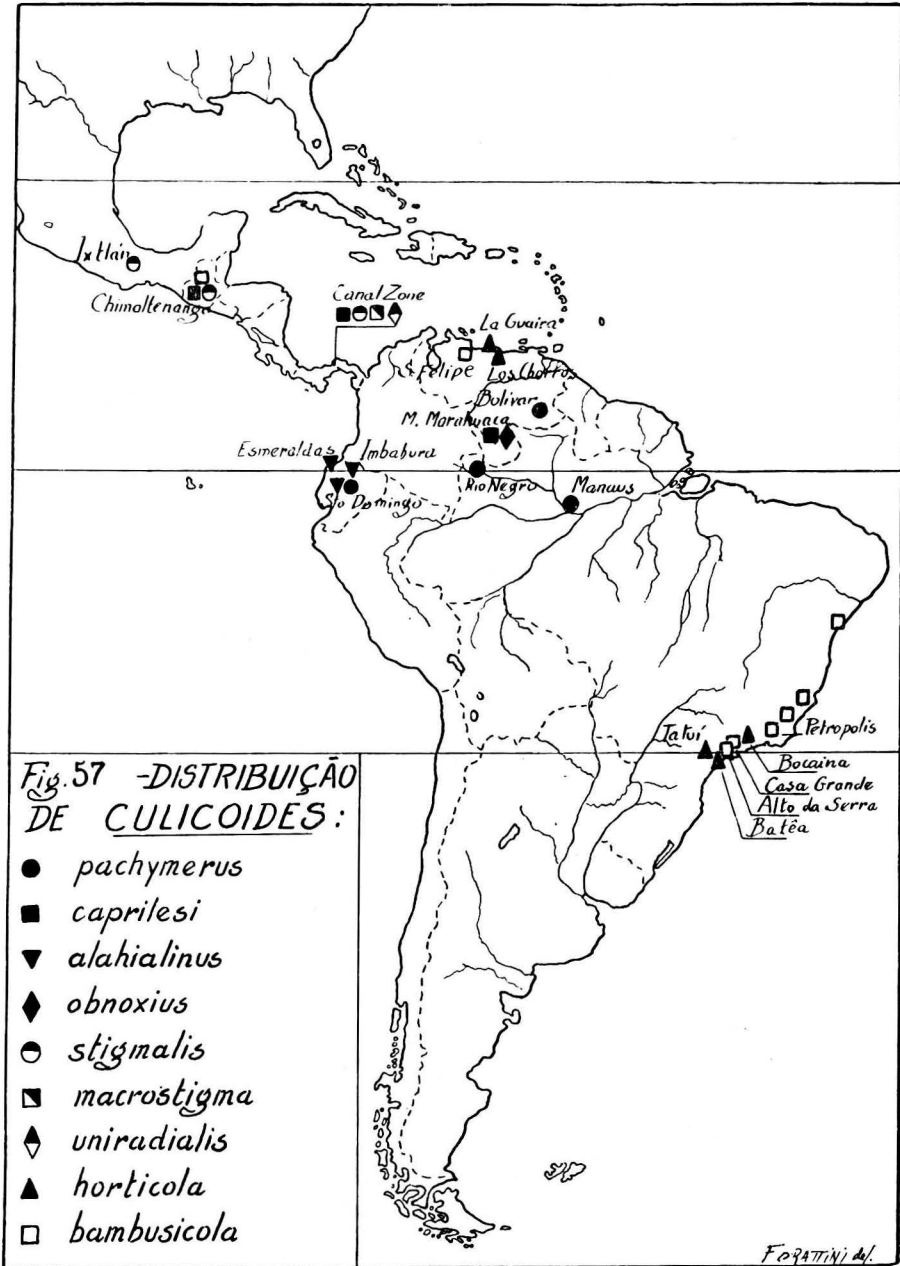 Ixtlán
Chimaltenango
Canal Zone
La Guaira
S. Felipe
Los Chorros
Bolivar
M. Marahuaca
Esmeraldas
Imbabura
Rio Negro
Manaus
Sto Domingo
Tatuí
Petropolis
Bocaina
Casa Grande
Alto da Serra
Batêa
Fig. 57 -DISTRIBUIÇÃO
DE CULICOIDES:
pachymerus
caprilesi
alahialinus
obnoxius
stigmalis
macrostigma
uniradialis
horticola
bambusicola
FORATTINI del.